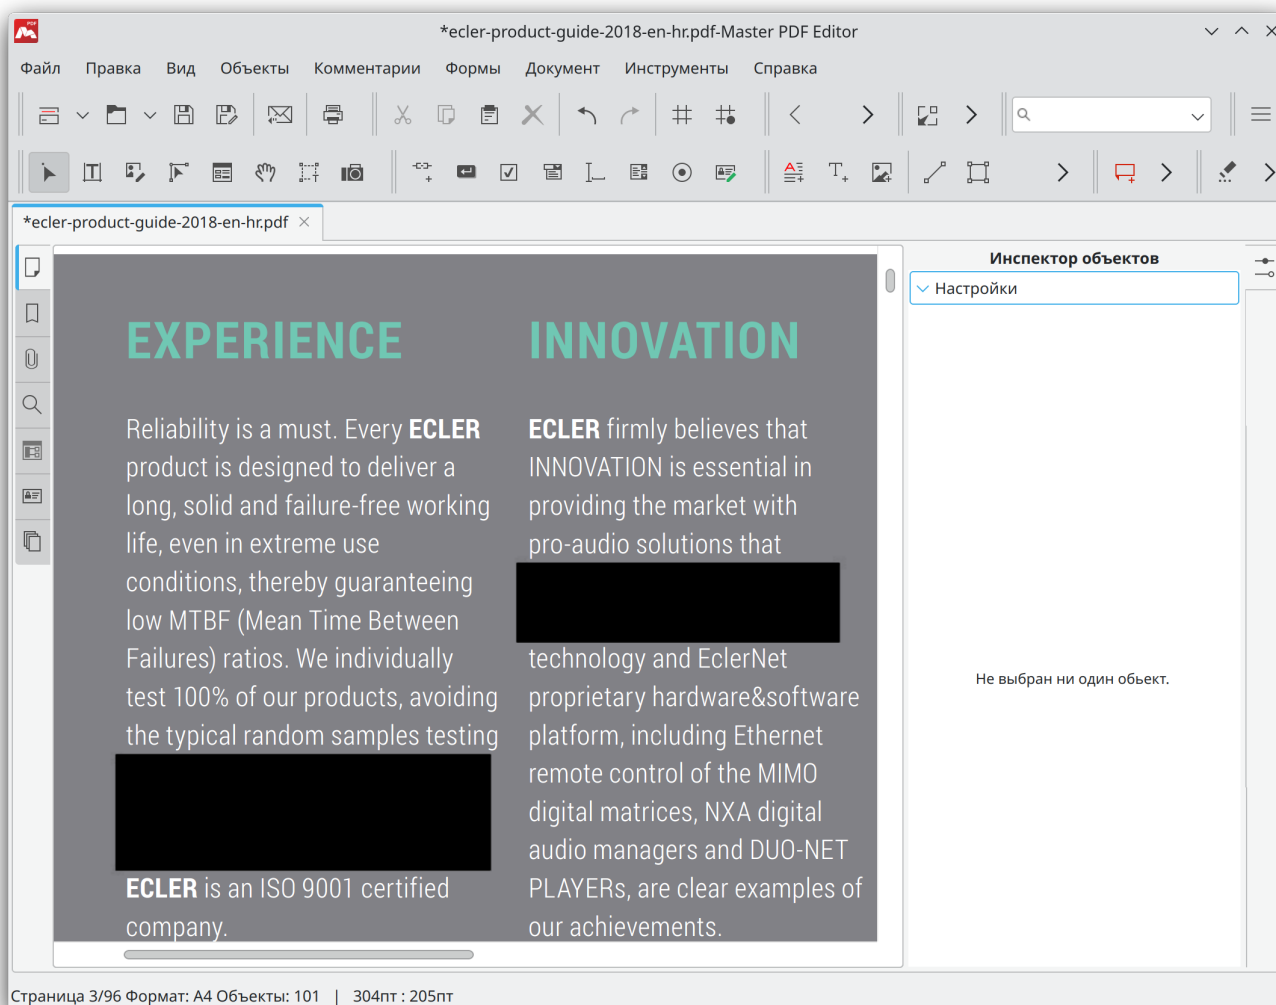 *ecler-product-guide-2018-en-hr.pdf-Master PDF Editor
Файл Правка Вид Объекты Комментарии Формы Документ Инструменты Справка
*ecler-product-guide-2018-en-hr.pdf
EXPERIENCE
Reliability is a must. Every ECLER
product is designed to deliver a
long, solid and failure-free working
life, even in extreme use
conditions, thereby guaranteeing
low MTBF (Mean Time Between
Failures) ratios. We individually
test 100% of our products, avoiding
the typical random samples testing
ECLER is an ISO 9001 certified
company.
INNOVATION
ECLER firmly believes that
INNOVATION is essential in
providing the market with
pro-audio solutions that
technology and EclerNet
proprietary hardware&software
platform, including Ethernet
remote control of the MIMO
digital matrices, NXA digital
audio managers and DUO-NET
PLAYERs, are clear examples of
our achievements.
Инспектор объектов
Настройки
Не выбран ни один обьект.
Страница 3/96 Формат: A4 Объекты: 101 | 304пт : 205пт